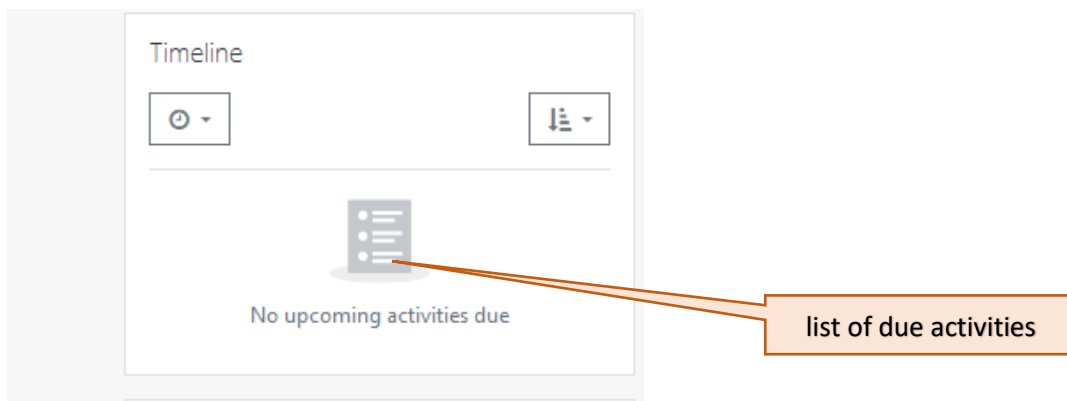 Timeline
No upcoming activities due
list of due activities